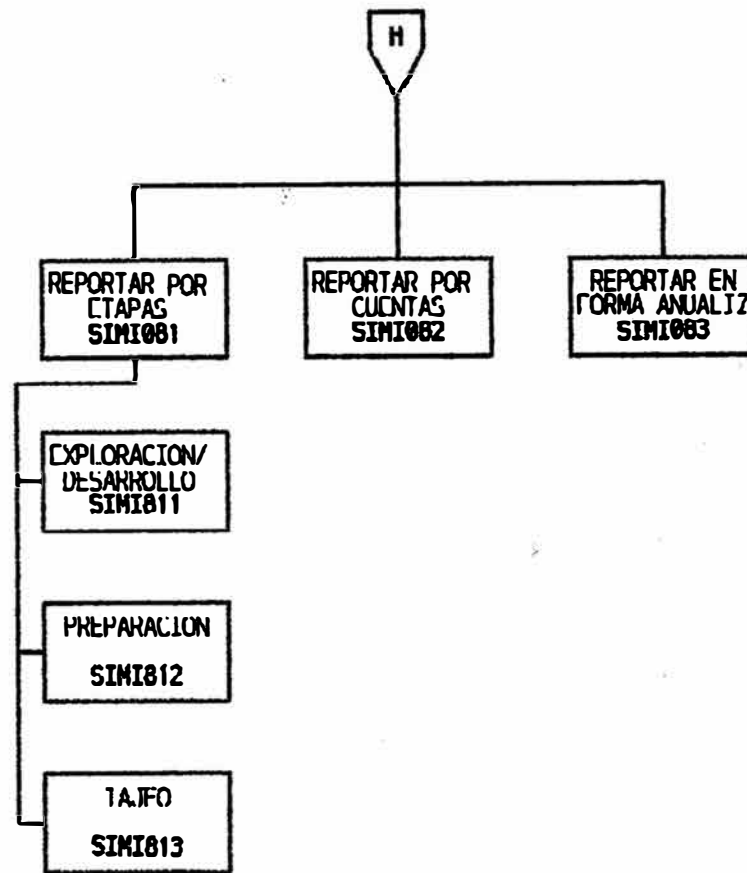 H
REPORTAR POR
ETAPAS
SIMI081
REPORTAR POR
CUENTAS
SIMI082
REPORTAR EN
FORMA ANUALIZ
SIMI083
EXPLORACION/
DESARROLLO
SIMI811
PREPARACION
SIMI812
TAJEO
SIMI813